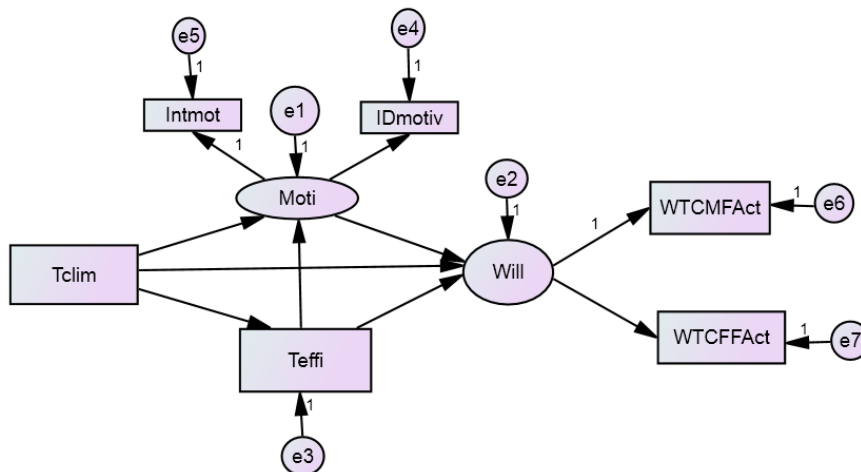 e5
e4
1
1
Intmot
e1
IDmotiv
1
1
e2
Moti
1
WTCMFAct
1
e6
1
Tclim
Will
Teffi
WTCFFAct
1
e7
1
e3